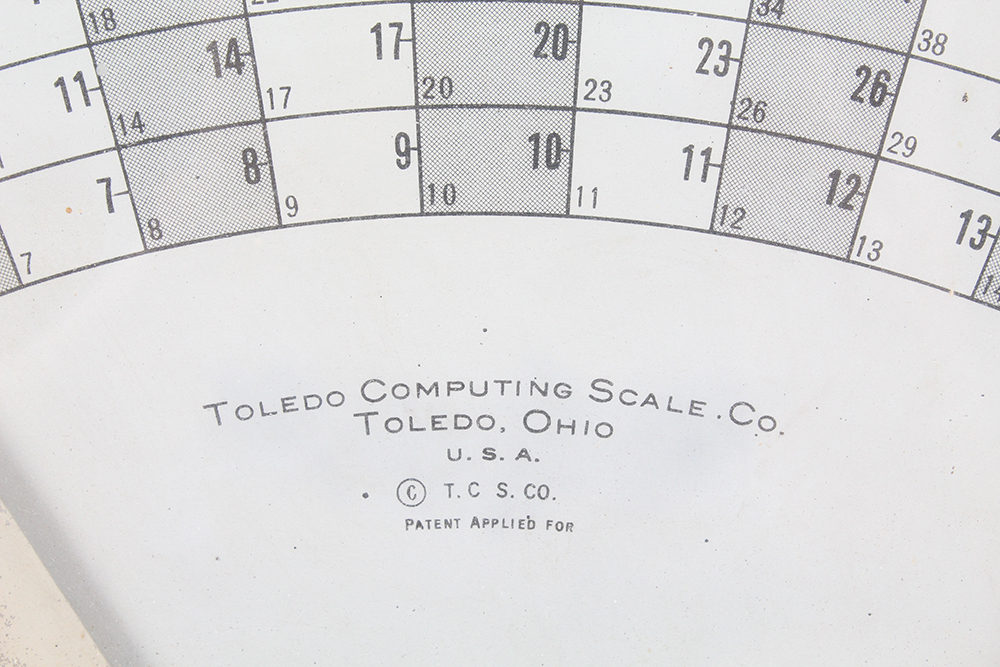 18 34 38
11 14 17 20 23 26
14 17 20 23 26 29
7 8 9 10 11 12 13
7 8 9 10 11 12 13
TOLEDO COMPUTING SCALE.CO.
TOLEDO, OHIO
U. S. A.
© T. C S. CO.
PATENT APPLIED FOR